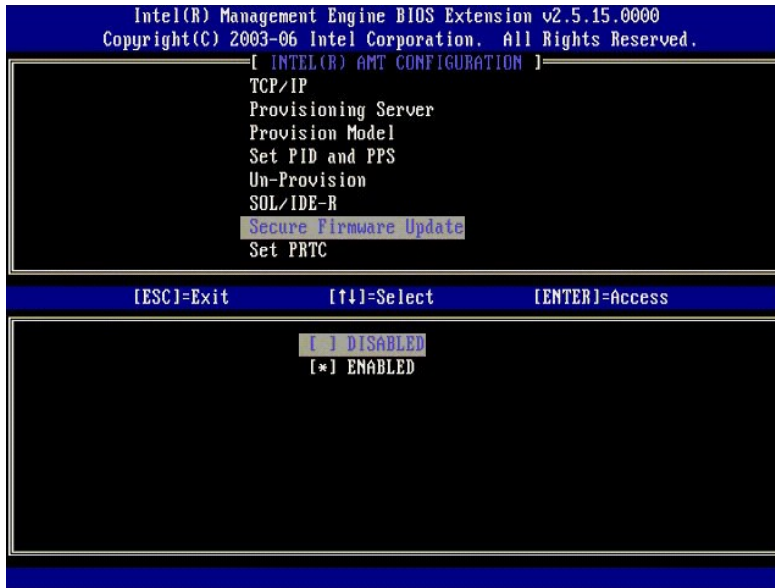 Intel(R) Management Engine BIOS Extension v2.5.15.0000
Copyright(C) 2003-06 Intel Corporation.  All Rights Reserved.
[ INTEL(R) AMT CONFIGURATION ]
TCP/IP
Provisioning Server
Provision Model
Set PID and PPS
Un-Provision
SOL/IDE-R
Secure Firmware Update
Set PRTC
[ESC]=Exit [↑↓]=Select [ENTER]=Access
[ ] DISABLED
[*] ENABLED